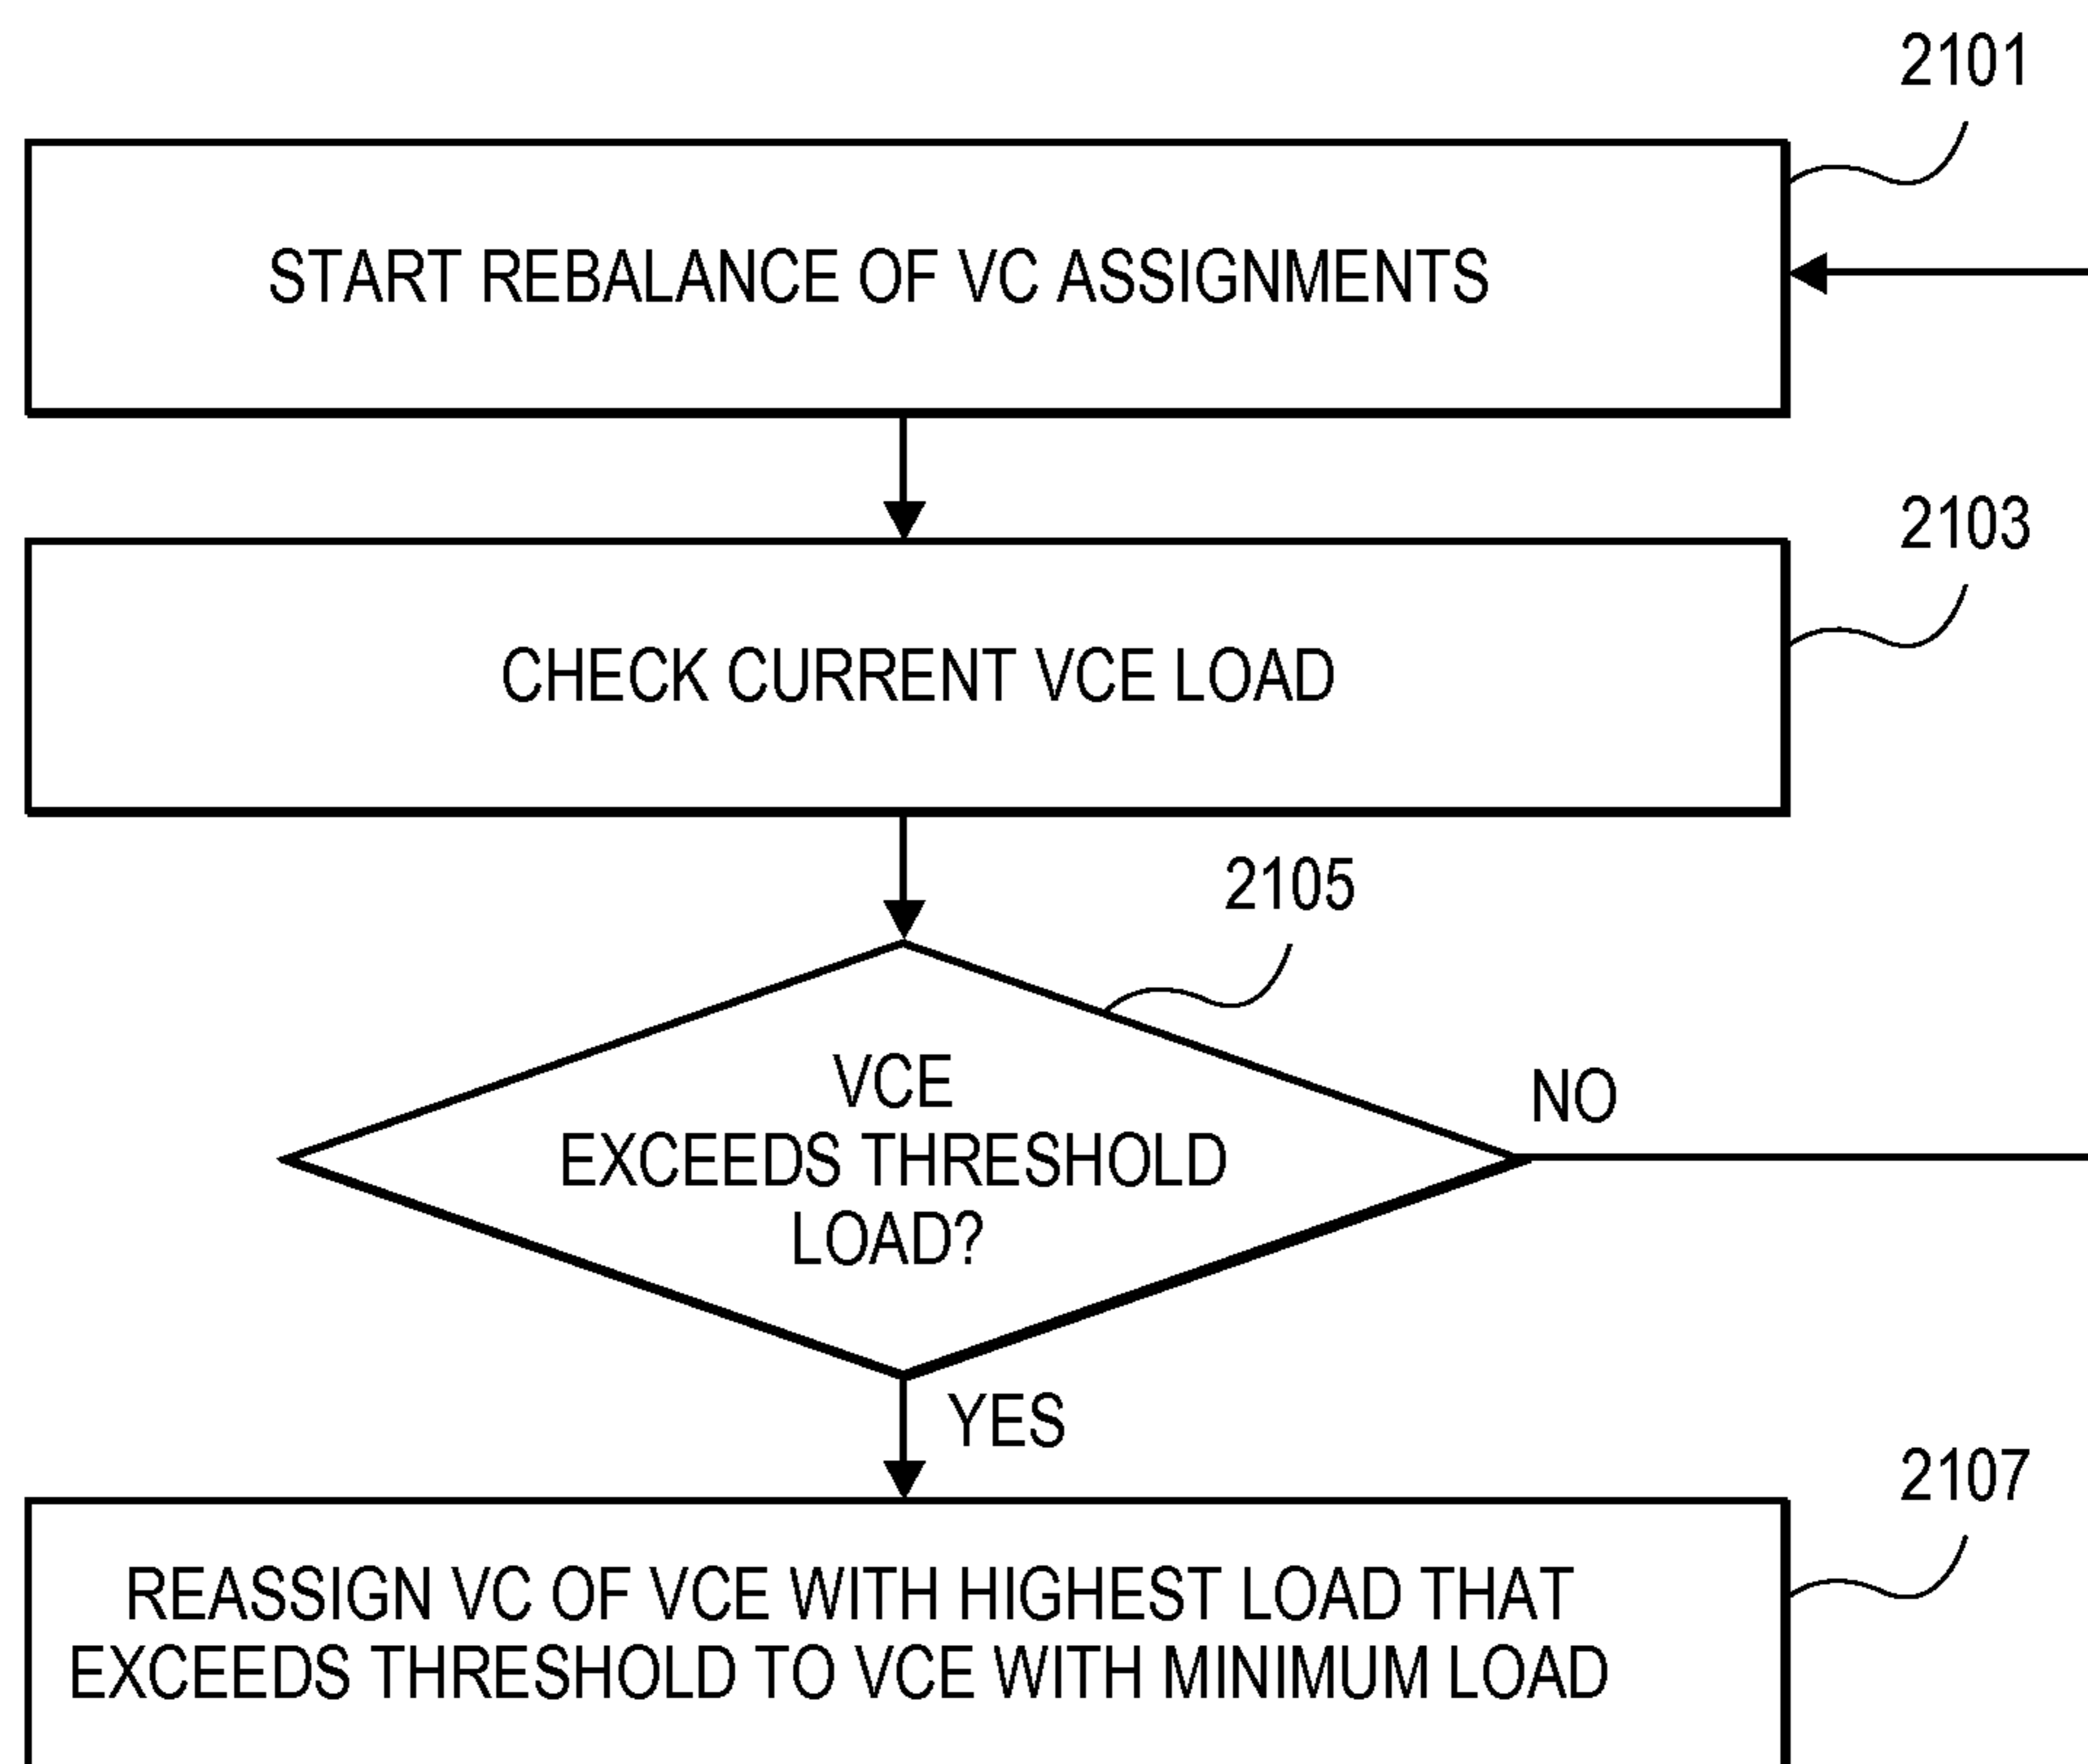 2101
START REBALANCE OF VC ASSIGNMENTS
2103
CHECK CURRENT VCE LOAD
2105
VCE
EXCEEDS THRESHOLD
LOAD?
NO
YES
2107
REASSIGN VC OF VCE WITH HIGHEST LOAD THAT
EXCEEDS THRESHOLD TO VCE WITH MINIMUM LOAD